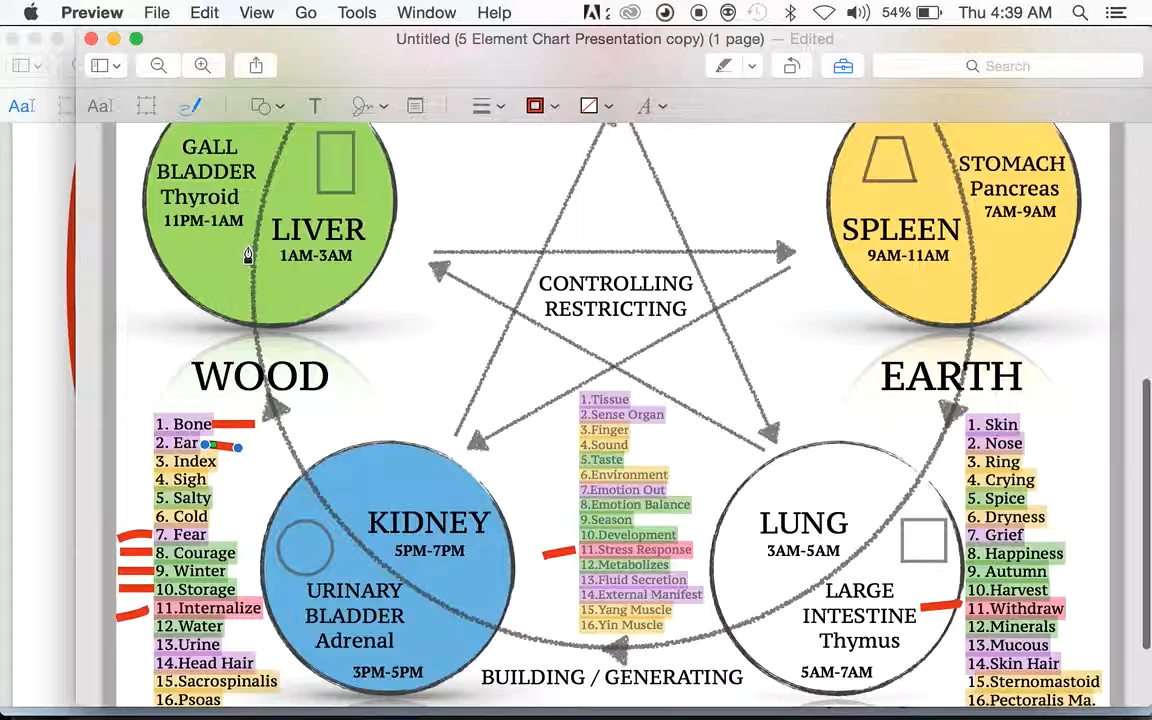 Preview File Edit View Go Tools Window Help 2 54% Thu 4:39 AM
Untitled (5 Element Chart Presentation copy) (1 page) — Edited
Search
AaI AaI T A
GALL
BLADDER
Thyroid
11PM-1AM
LIVER
1AM-3AM
STOMACH
Pancreas
7AM-9AM
SPLEEN
9AM-11AM
CONTROLLING
RESTRICTING
WOOD
EARTH
1. Bone
2. Ear
3. Index
4. Sigh
5. Salty
6. Cold
7. Fear
8. Courage
9. Winter
10.Storage
11.Internalize
12.Water
13.Urine
14.Head Hair
15.Sacrospinalis
16.Psoas
KIDNEY
5PM-7PM
URINARY
BLADDER
Adrenal
3PM-5PM
1.Tissue
2.Sense Organ
3.Finger
4.Sound
5.Taste
6.Environment
7.Emotion Out
8.Emotion Balance
9.Season
10.Development
11.Stress Response
12.Metabolizes
13.Fluid Secretion
14.External Manifest
15.Yang Muscle
16.Yin Muscle
BUILDING / GENERATING
LUNG
3AM-5AM
LARGE
INTESTINE
Thymus
5AM-7AM
1. Skin
2. Nose
3. Ring
4. Crying
5. Spice
6. Dryness
7. Grief
8. Happiness
9. Autumn
10.Harvest
11.Withdraw
12.Minerals
13.Mucous
14.Skin Hair
15.Sternomastoid
16.Pectoralis Ma.